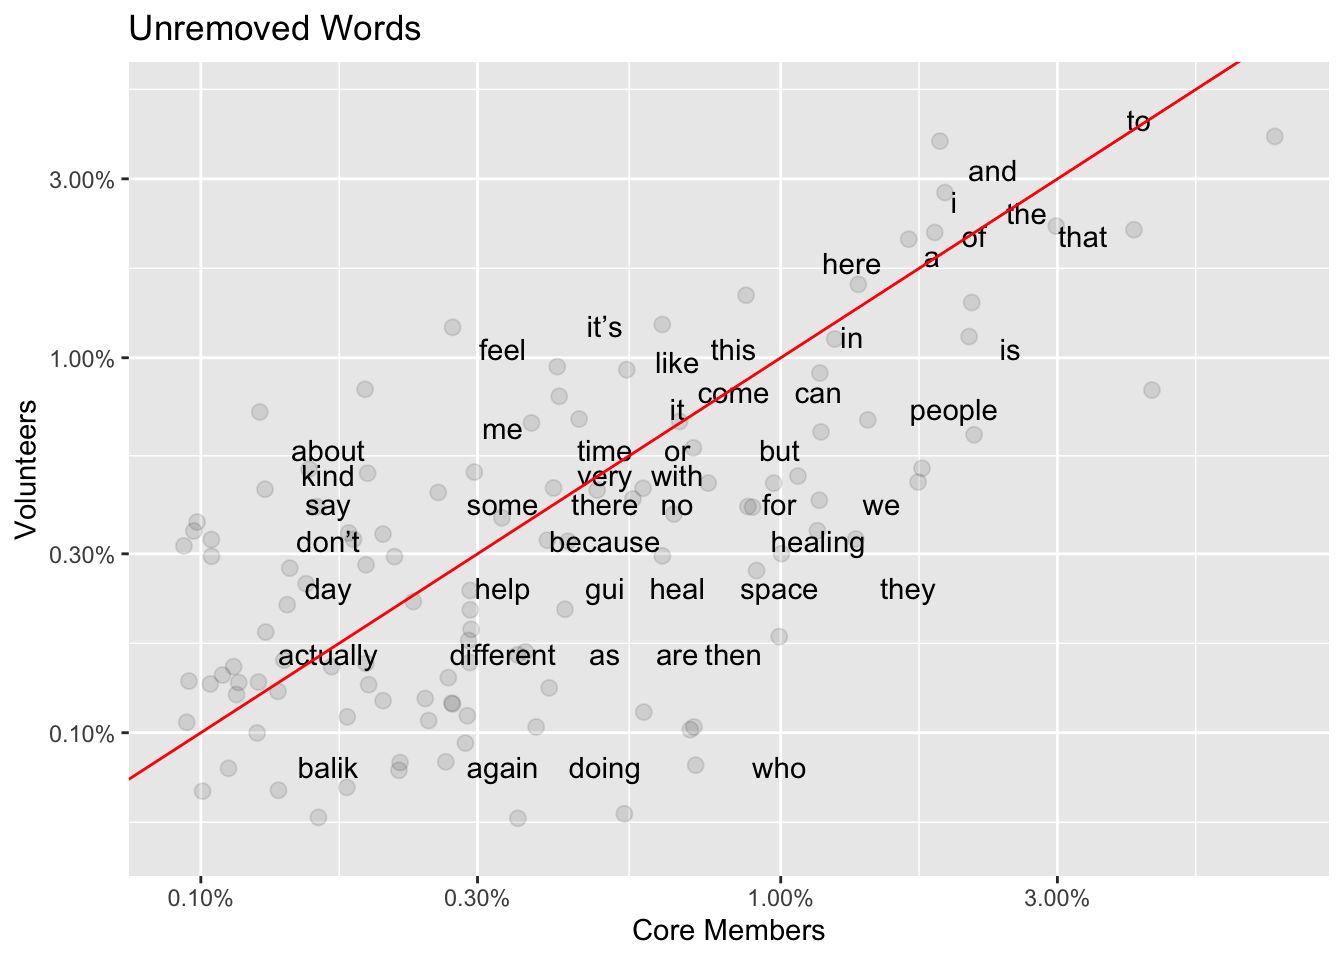 Unremoved Words
to
3.00%
and
i
the
of
that
here
a
it’s
in
feel
this
is
1.00%
like
come
can
it
people
me
about
time
or
but
kind
very
with
say
some
there
no
for
we
don’t
because
healing
0.30%
day
help
gui
heal
space
they
actually
different
as
are
then
0.10%
balik
again
doing
who
0.10%
0.30%
1.00%
3.00%
Core Members
Volunteers